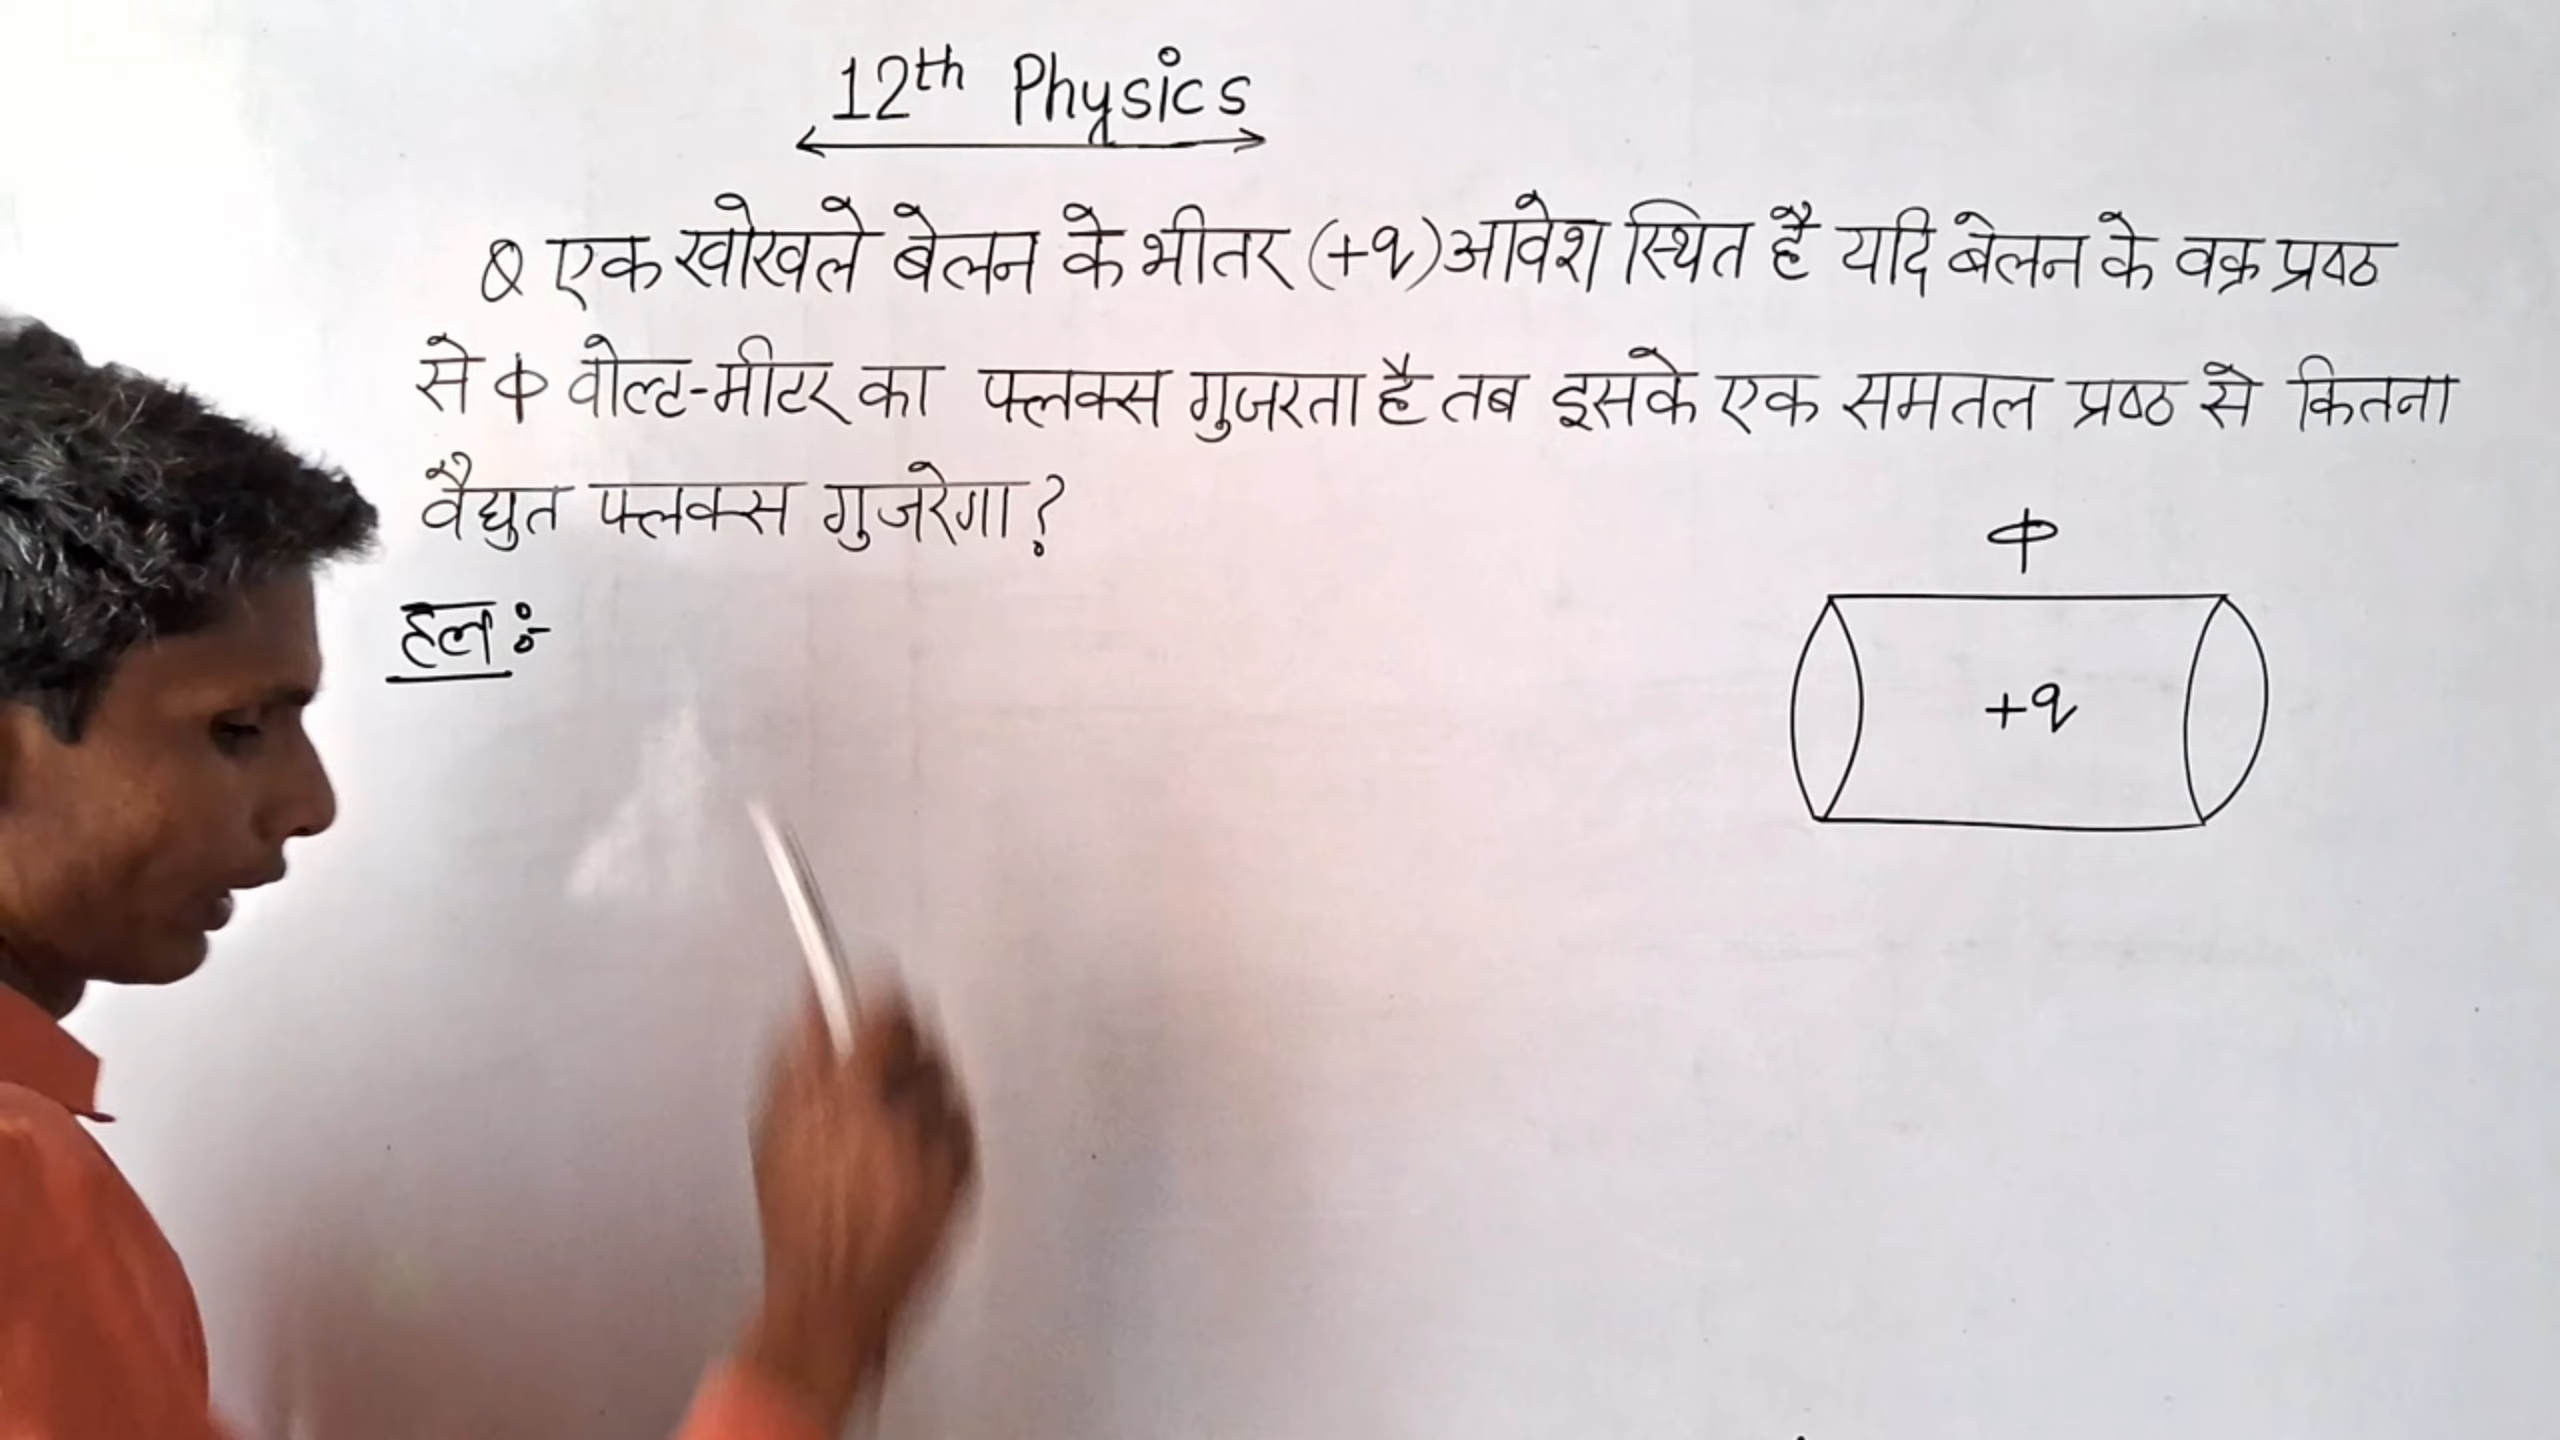 12th Physics
Q एक खोखले बेलन के भीतर (+q) आवेश स्थित है यदि बेलन के वक्र प्रष्ठ
से ϕ वोल्ट-मीटर का फ्लक्स गुजरता है तब इसके एक समतल प्रष्ठ से कितना
वैद्युत फ्लक्स गुजरेगा?
ϕ
हल :-
+q